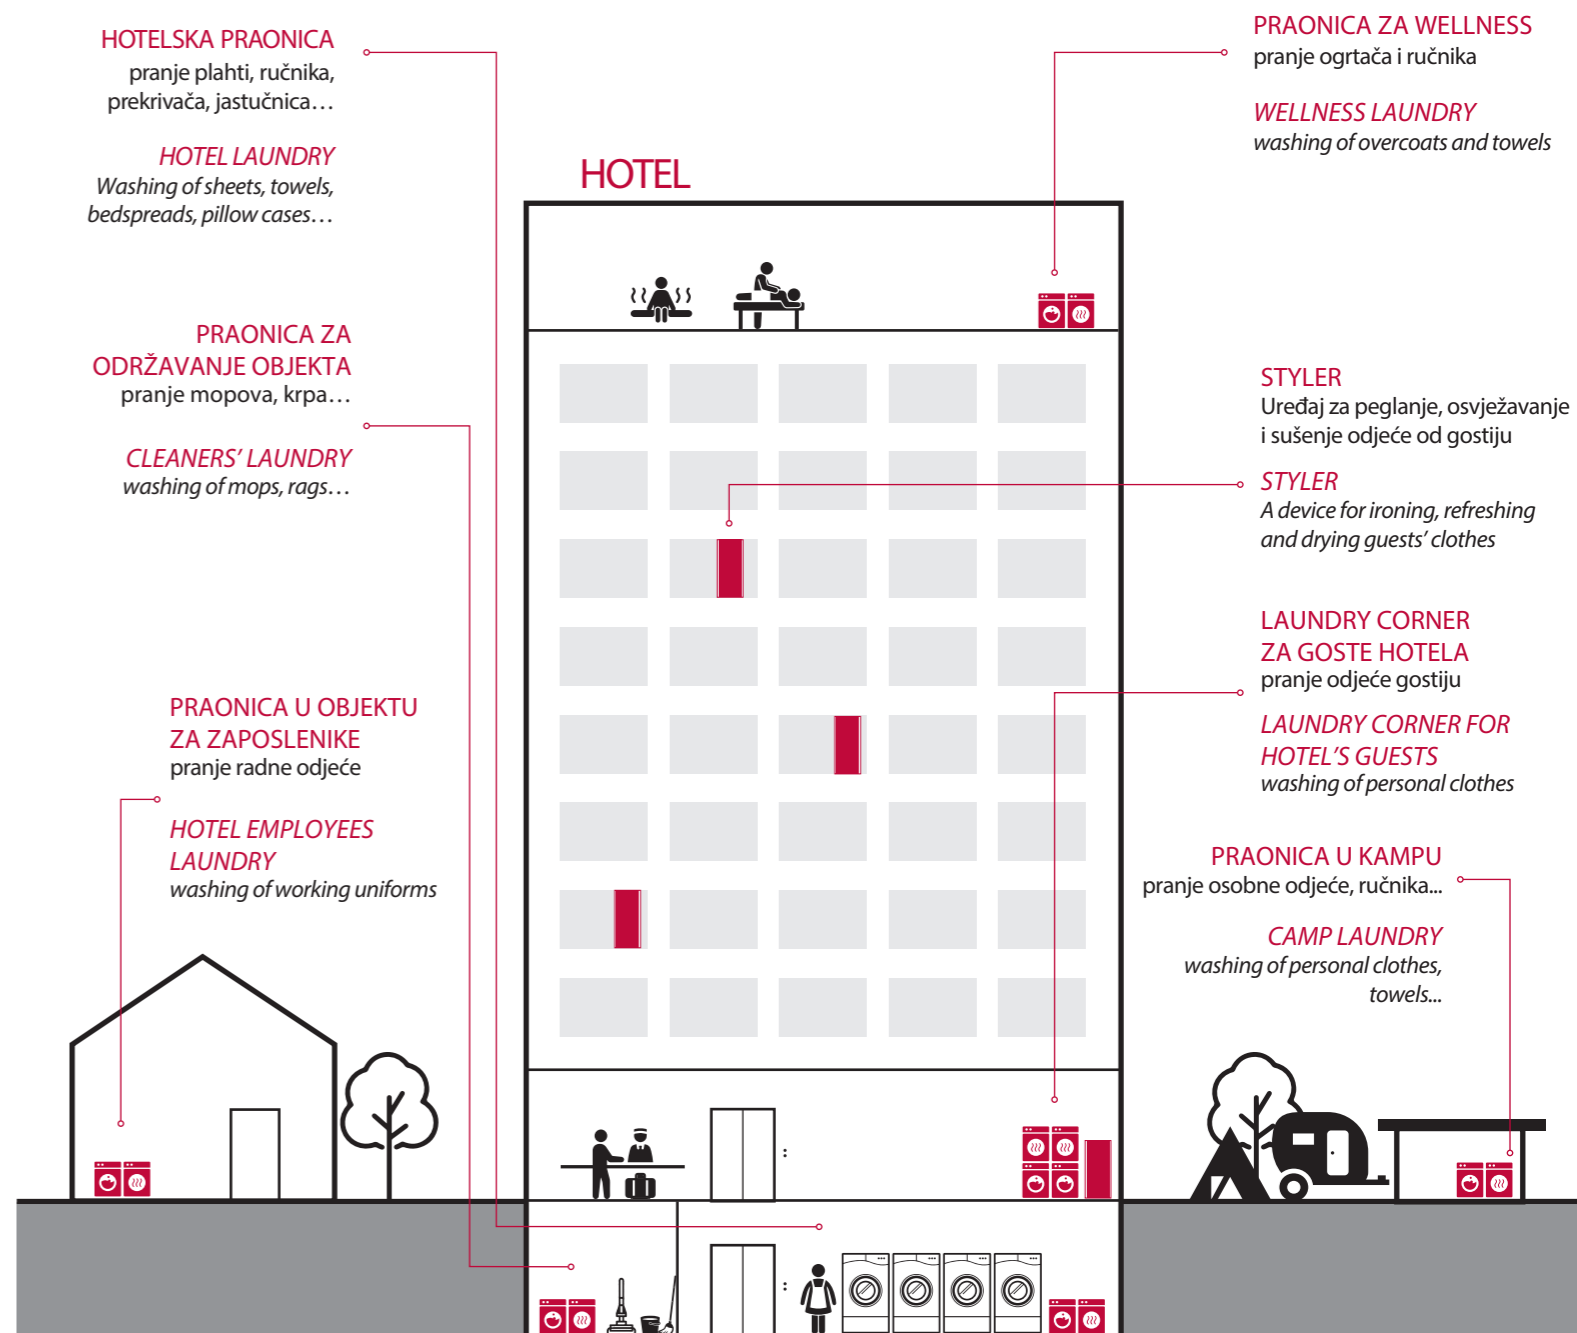 HOTELSKA PRAONICA
pranje plahti, ručnika,
prekrivača, jastučnica…
HOTEL LAUNDRY
Washing of sheets, towels,
bedspreads, pillow cases…
PRAONICA ZA WELLNESS
pranje ogrtača i ručnika
WELLNESS LAUNDRY
washing of overcoats and towels
HOTEL
PRAONICA ZA
ODRŽAVANJE OBJEKTA
pranje mopova, krpa…
CLEANERS’ LAUNDRY
washing of mops, rags…
STYLER
Uređaj za peglanje, osvježavanje
i sušenje odjeće od gostiju
STYLER
A device for ironing, refreshing
and drying guests’ clothes
LAUNDRY CORNER
ZA GOSTE HOTELA
pranje odjeće gostiju
LAUNDRY CORNER FOR
HOTEL’S GUESTS
washing of personal clothes
PRAONICA U OBJEKTU
ZA ZAPOSLENIKE
pranje radne odjeće
HOTEL EMPLOYEES
LAUNDRY
washing of working uniforms
PRAONICA U KAMPU
pranje osobne odjeće, ručnika...
CAMP LAUNDRY
washing of personal clothes,
towels...